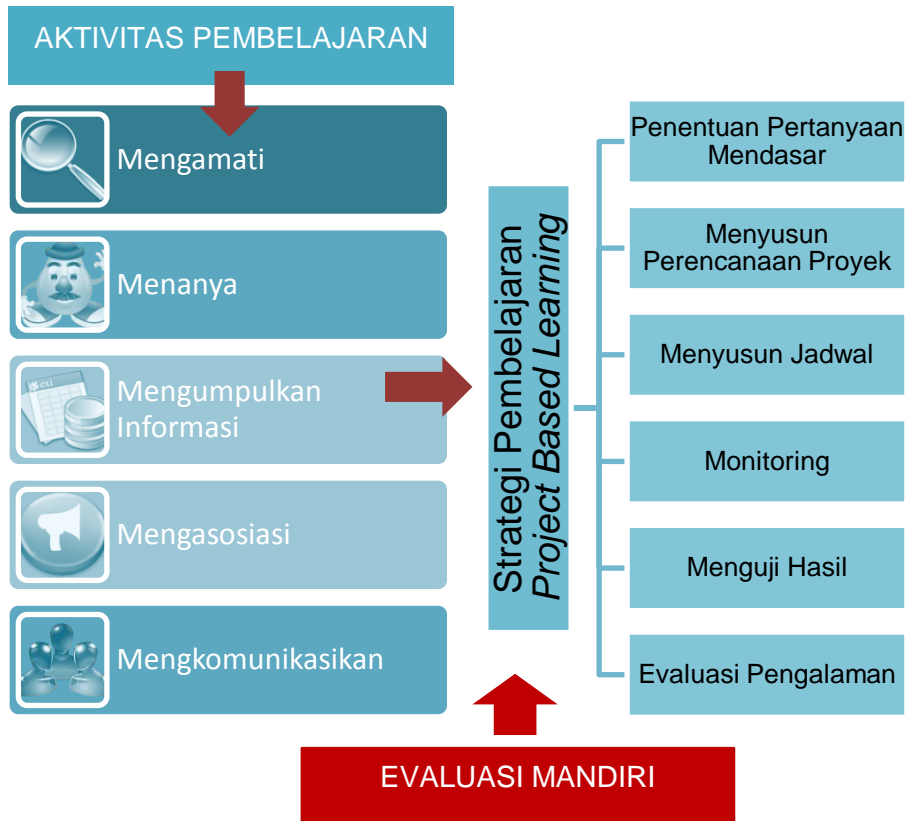 AKTIVITAS PEMBELAJARAN
Mengamati
Menanya
Mengumpulkan
Informasi
Mengasosiasi
Mengkomunikasikan
Strategi Pembelajaran
Project Based Learning
Penentuan Pertanyaan
Mendasar
Menyusun
Perencanaan Proyek
Menyusun Jadwal
Monitoring
Menguji Hasil
Evaluasi Pengalaman
EVALUASI MANDIRI